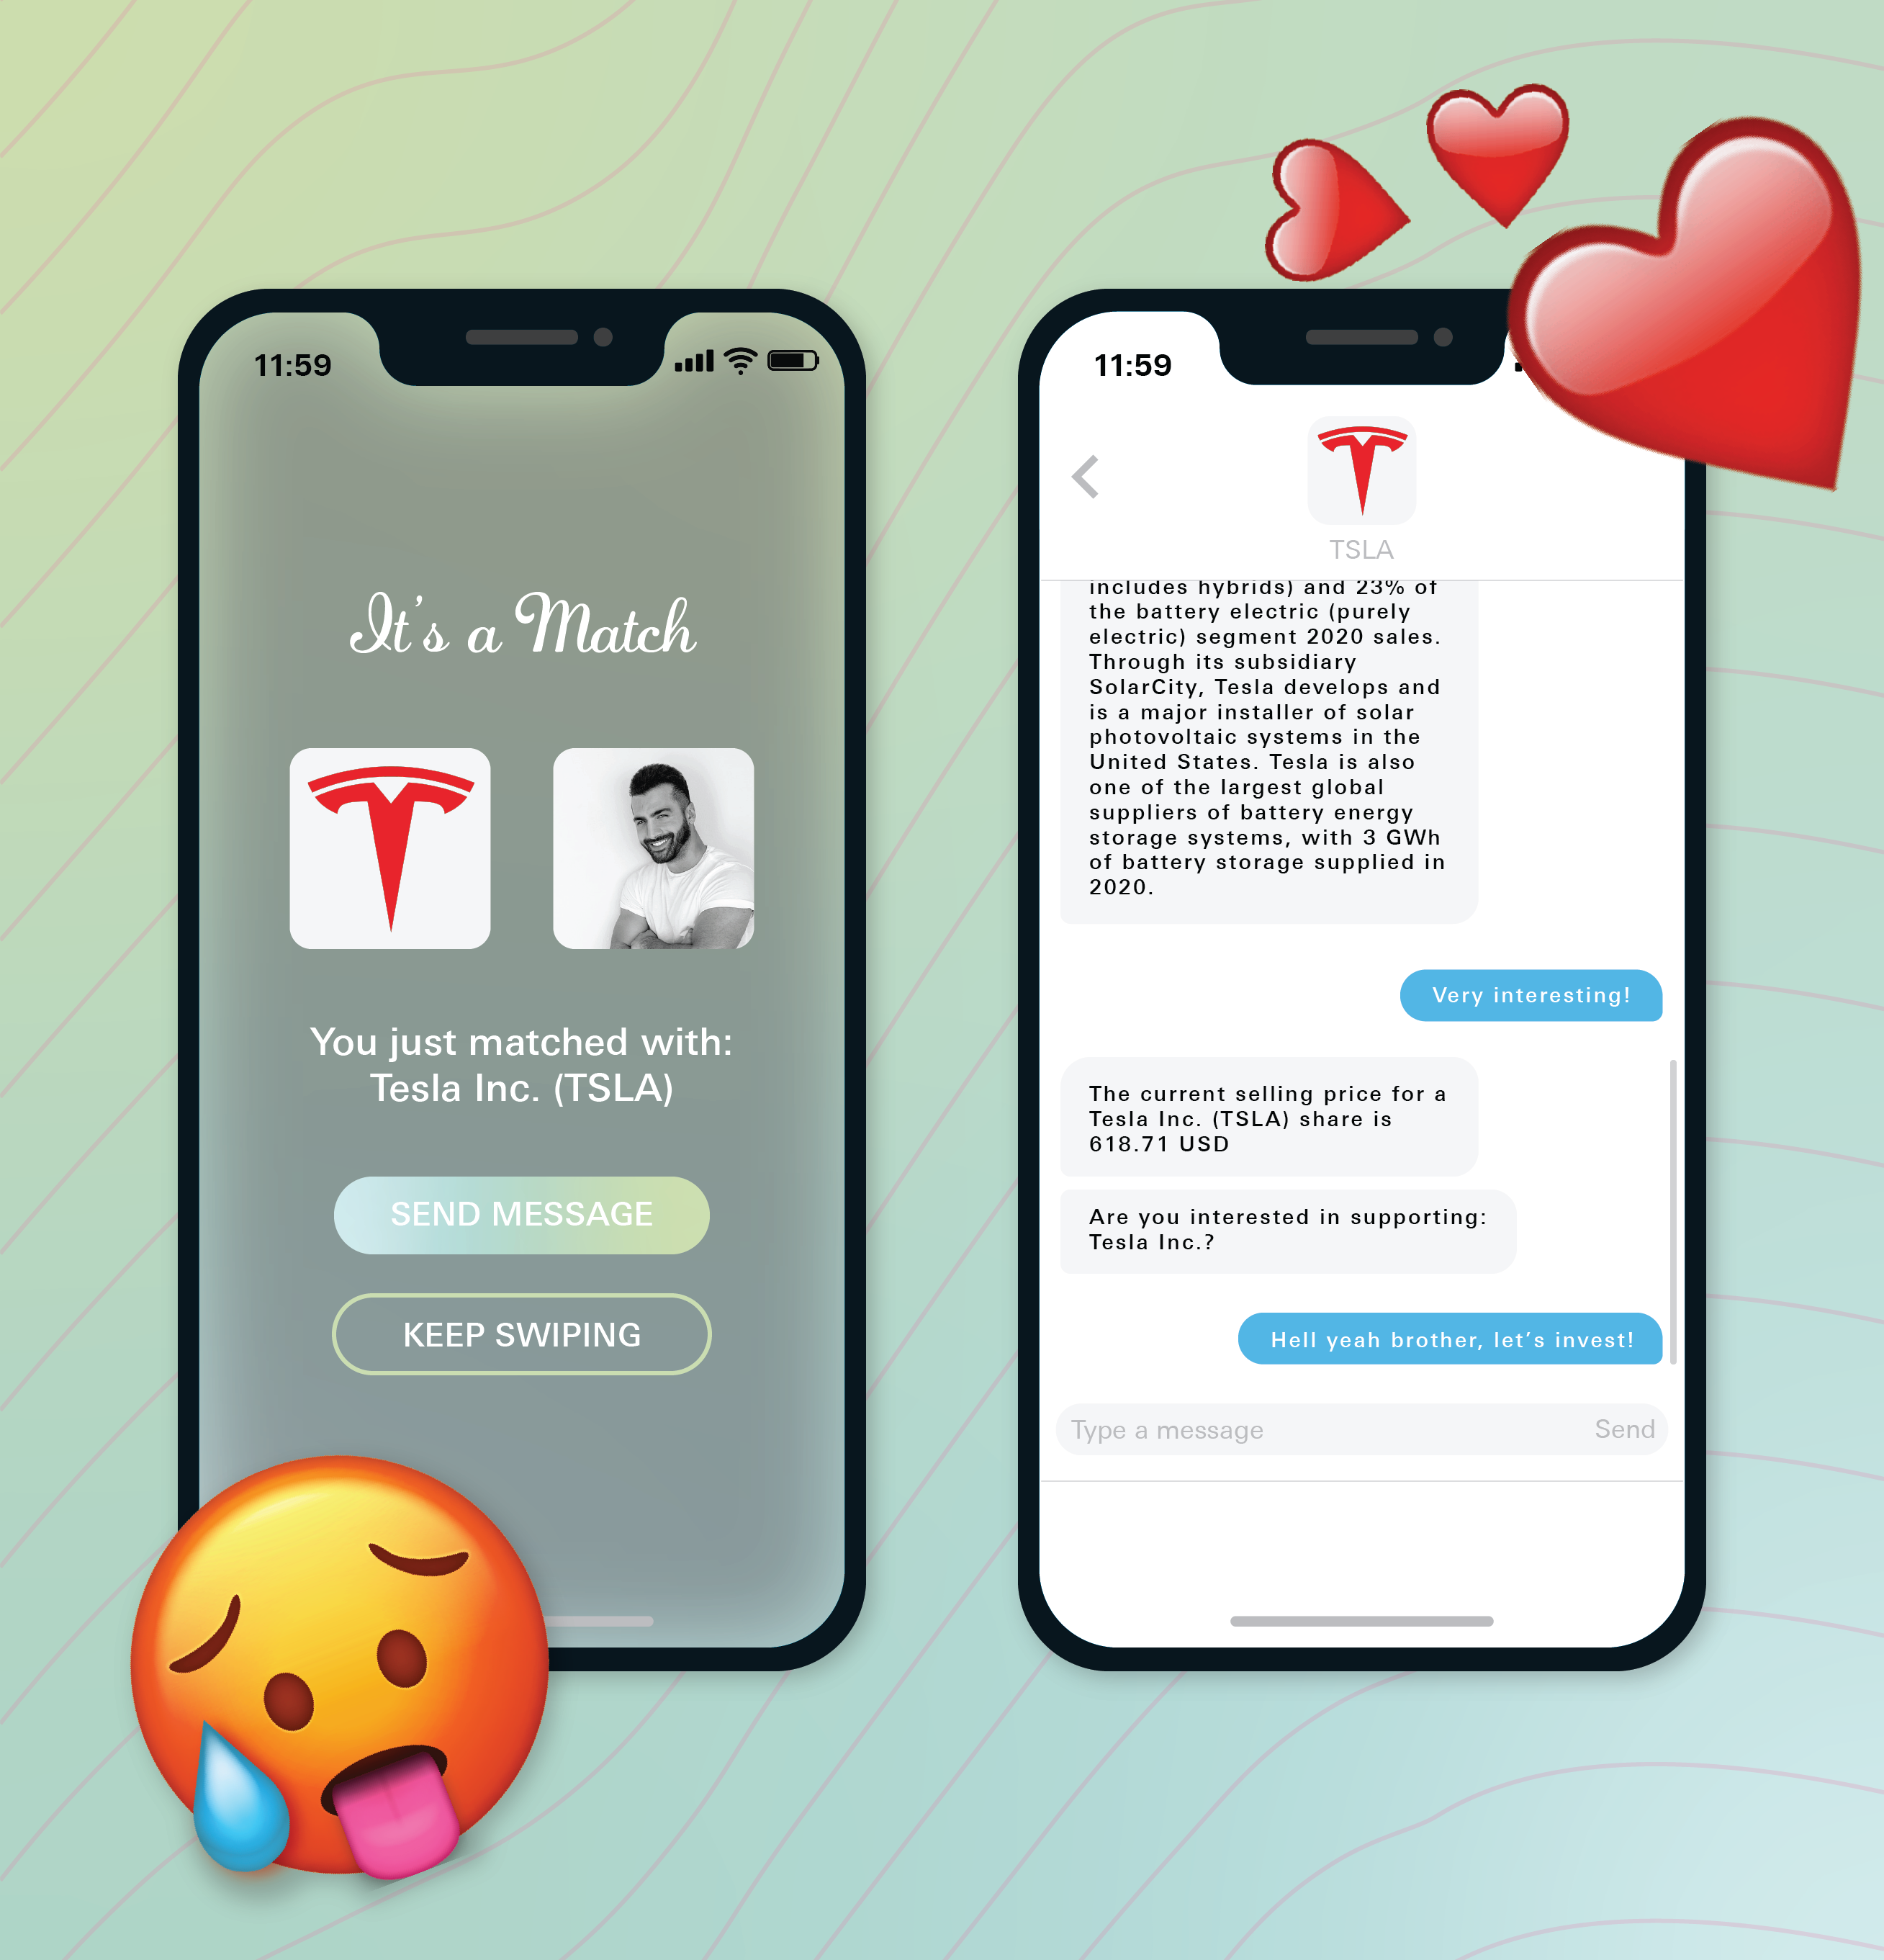 11:59
It's a Match
You just matched with:
Tesla Inc. (TSLA)
SEND MESSAGE
KEEP SWIPING
11:59
TSLA
includes hybrids) and 23% of
the battery electric (purely
electric) segment 2020 sales.
Through its subsidiary
SolarCity, Tesla develops and
is a major installer of solar
photovoltaic systems in the
United States. Tesla is also
one of the largest global
suppliers of battery energy
storage systems, with 3 GWh
of battery storage supplied in
2020.
Very interesting!
The current selling price for a
Tesla Inc. (TSLA) share is
618.71 USD
Are you interested in supporting:
Tesla Inc.?
Hell yeah brother, let's invest!
Type a message Send